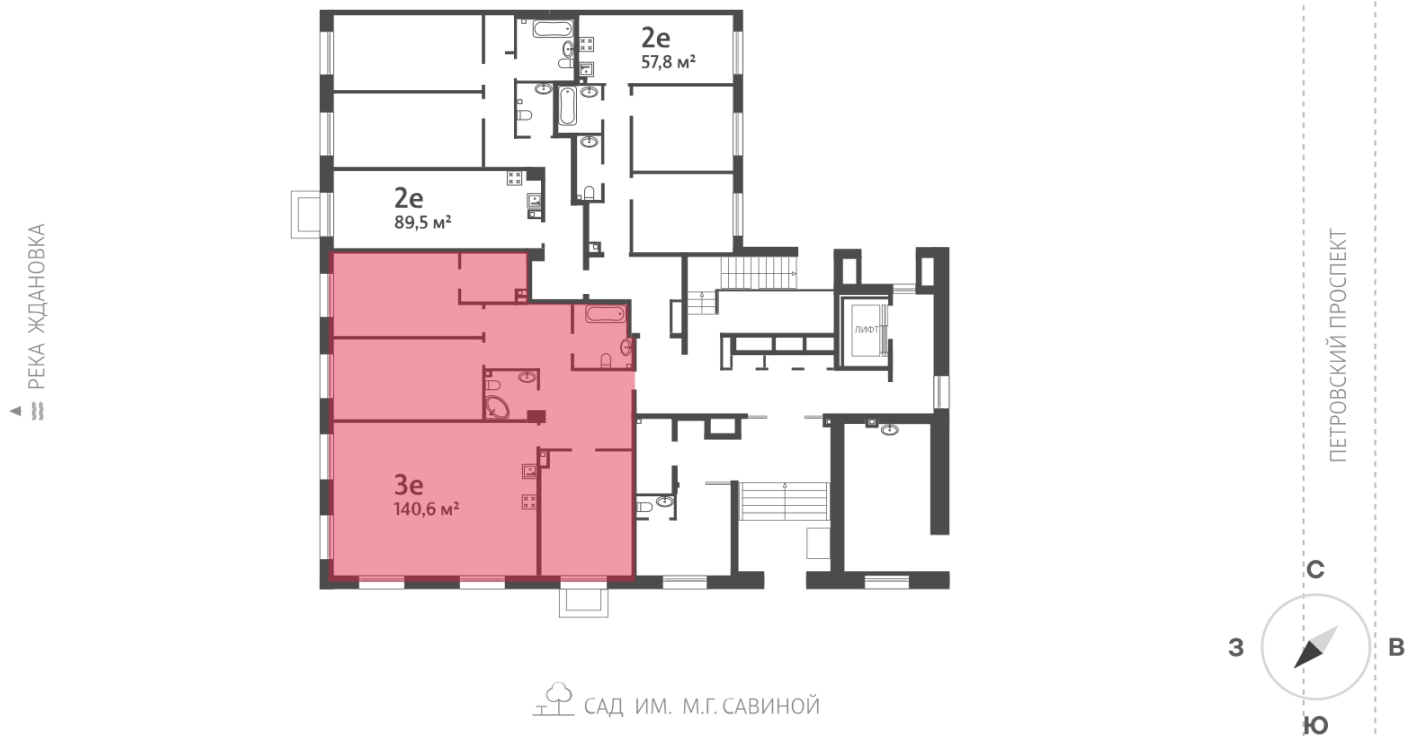 2е
57,8 м²
2е
89,5 м²
РЕКА ЖДАНОВКА
ЛИФТ
ПЕТРОВСКИЙ ПРОСПЕКТ
3е
140,6 м²
С
З
В
Ю
САД ИМ. М.Г. САВИНОЙ